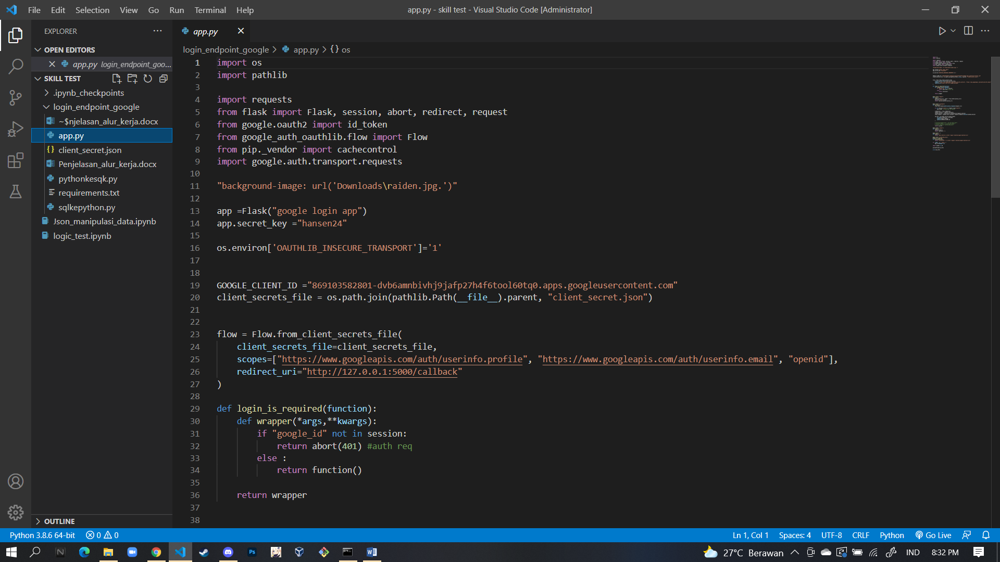 File Edit Selection View Go Run Terminal Help
app.py - skill test - Visual Studio Code [Administrator]
EXPLORER
OPEN EDITORS
app.py login_endpoint_goo...
SKILL TEST
.ipynb_checkpoints
login_endpoint_google
~$njelasan_alur_kerja.docx
app.py
client_secret.json
Penjelasan_alur_kerja.docx
pythonkesqk.py
requirements.txt
sqlkepython.py
Json_manipulasi_data.ipynb
logic_test.ipynb
OUTLINE
app.py
login_endpoint_google > app.py > {} os
1 import os
2 import pathlib
3
4 import requests
5 from flask import Flask, session, abort, redirect, request
6 from google.oauth2 import id_token
7 from google_auth_oauthlib.flow import Flow
8 from pip._vendor import cachecontrol
9 import google.auth.transport.requests
10
11 "background-image: url('Downloads\raiden.jpg.')"
12
13 app =Flask("google login app")
14 app.secret_key ="hansen24"
15
16 os.environ['OAUTHLIB_INSECURE_TRANSPORT']='1'
17
18
19 GOOGLE_CLIENT_ID ="869103582801-dvb6amnbivhj9jafp27h4f6tool60tq0.apps.googleusercontent.com"
20 client_secrets_file = os.path.join(pathlib.Path(__file__).parent, "client_secret.json")
21
22
23 flow = Flow.from_client_secrets_file(
24     client_secrets_file=client_secrets_file,
25     scopes=["https://www.googleapis.com/auth/userinfo.profile", "https://www.googleapis.com/auth/userinfo.email", "openid"],
26     redirect_uri="http://127.0.0.1:5000/callback"
27 )
28
29 def login_is_required(function):
30     def wrapper(*args,**kwargs):
31         if "google_id" not in session:
32             return abort(401) #auth req
33         else :
34             return function()
35
36     return wrapper
37
38
Python 3.8.6 64-bit 0 0 Ln 1, Col 1 Spaces: 4 UTF-8 CRLF Python Go Live
27°C Berawan IND 8:32 PM